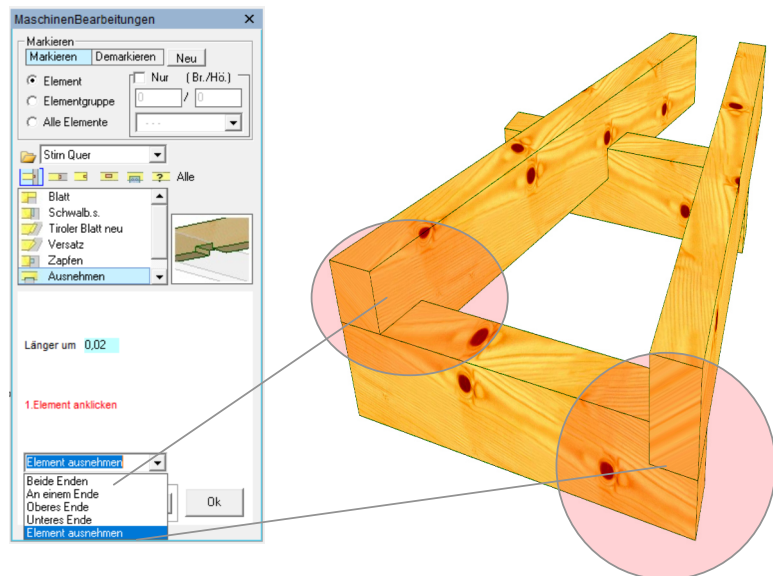 MaschinenBearbeitungen
Markieren
Markieren Demarkieren Neu
Element
Nur (Br./Hö.)
Elementgruppe
0 / 0
Alle Elemente
- - -
Stirn Quer
? Alle
Blatt
Schwalb.s.
Tiroler Blatt neu
Versatz
Zapfen
Ausnehmen
Länger um 0,02
1.Element anklicken
Element ausnehmen
Beide Enden
An einem Ende
Oberes Ende
Unteres Ende
Element ausnehmen
Ok